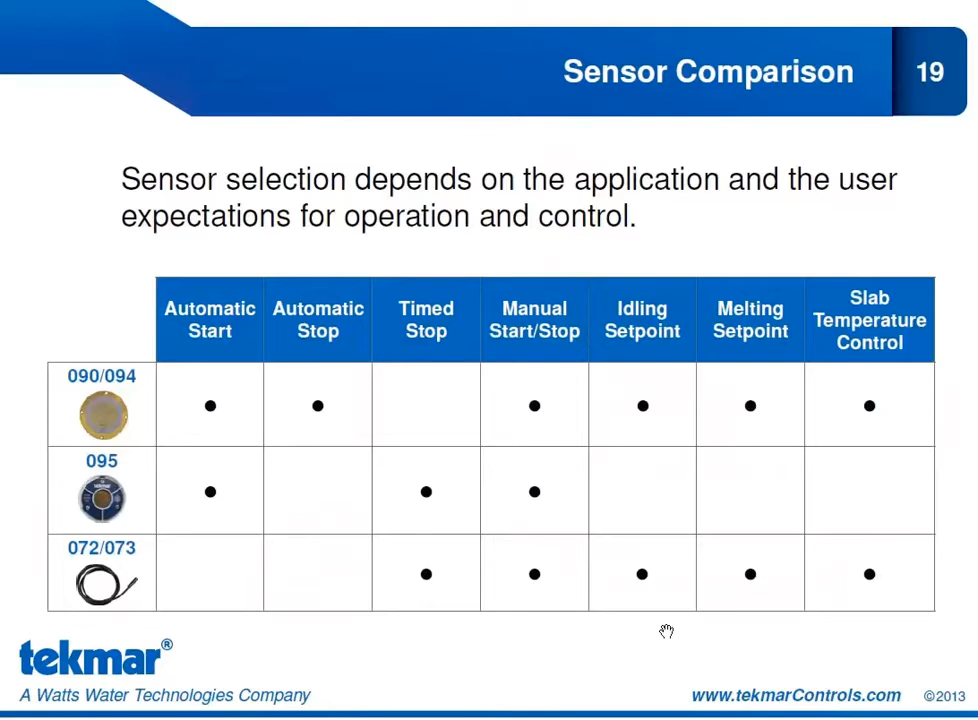 Sensor Comparison
19
Sensor selection depends on the application and the user
expectations for operation and control.
Automatic Start
Automatic Stop
Timed Stop
Manual Start/Stop
Idling Setpoint
Melting Setpoint
Slab Temperature Control
090/094
● ● ● ● ● ●
095
tekmar
● ● ●
072/073
● ● ● ● ●
tekmar®
A Watts Water Technologies Company
www.tekmarControls.com
©2013